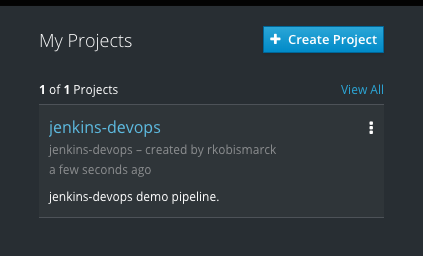 My Projects
+ Create Project
1 of 1 Projects
View All
jenkins-devops
jenkins-devops – created by rkobismarck
a few seconds ago
jenkins-devops demo pipeline.